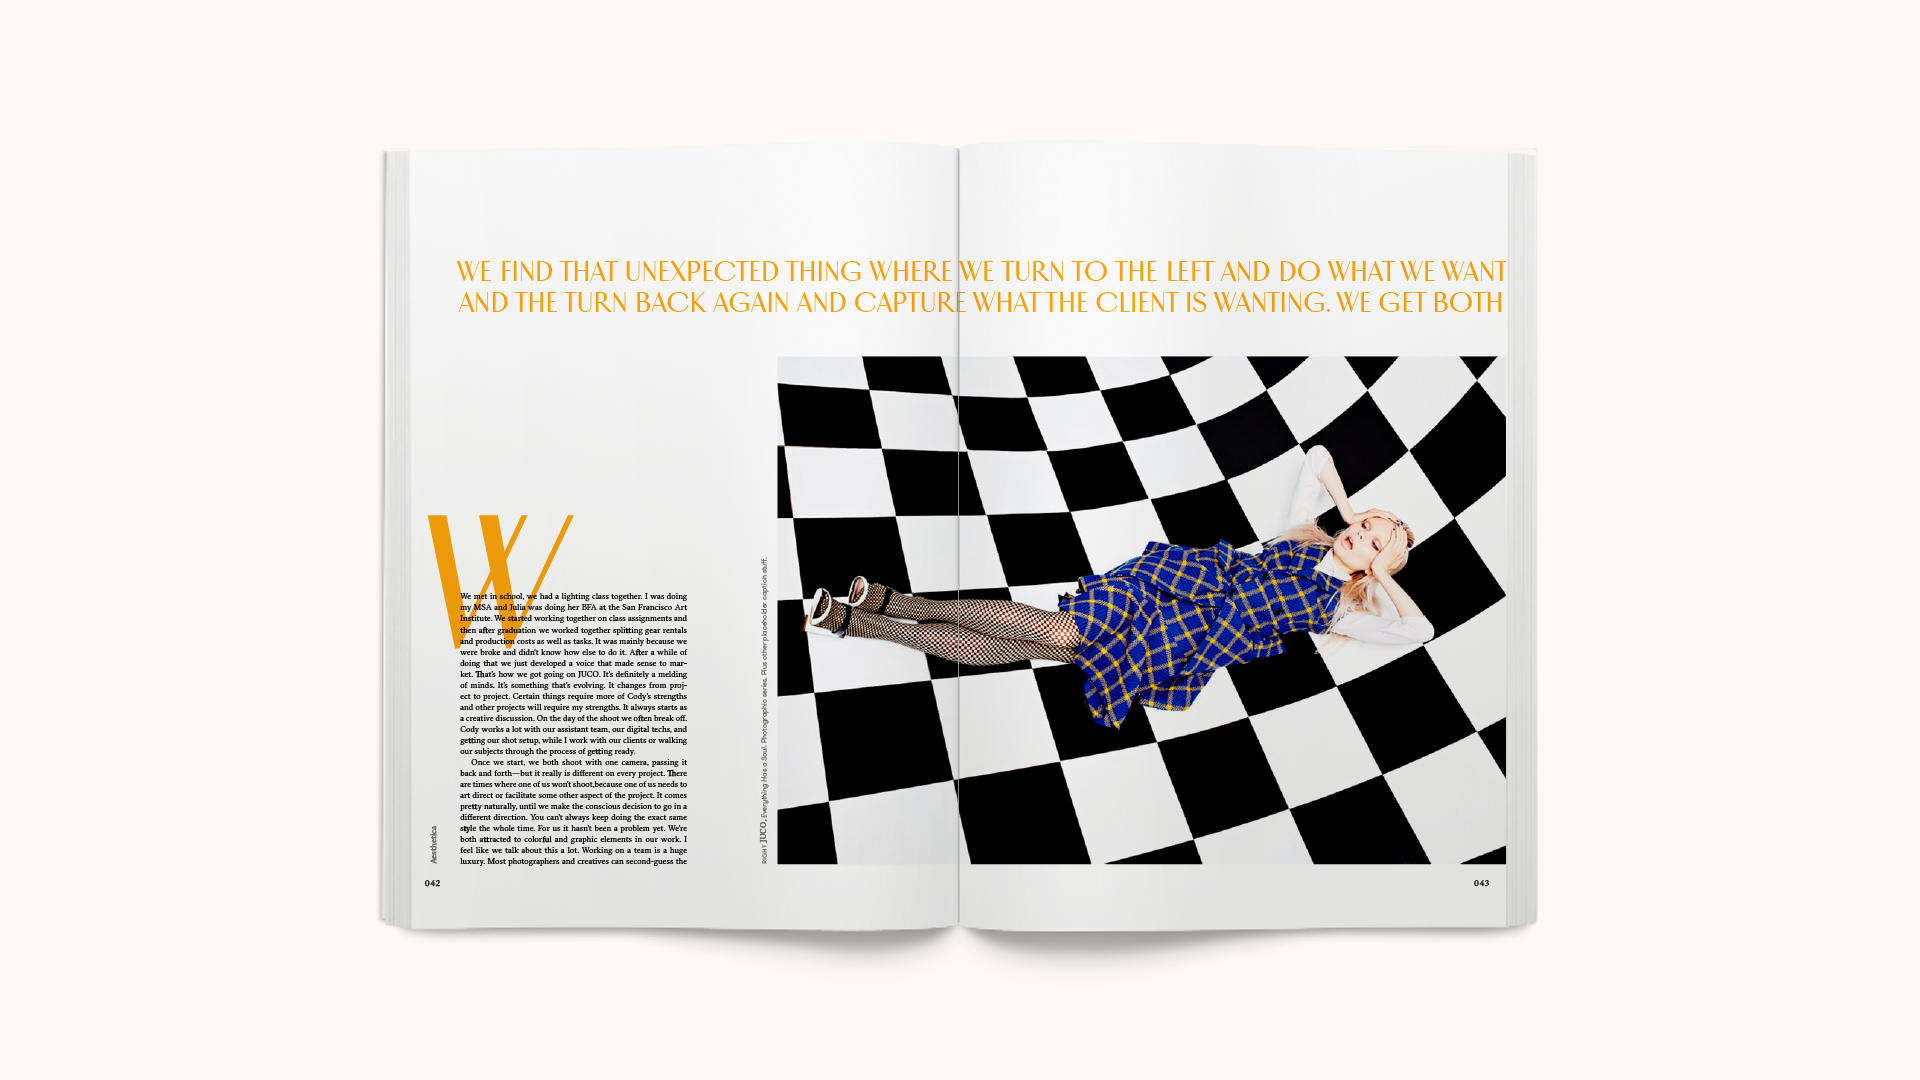 WE FIND THAT UNEXPECTED THING WHERE WE TURN TO THE LEFT AND DO WHAT WE WANT
AND THE TURN BACK AGAIN AND CAPTURE WHAT THE CLIENT IS WANTING. WE GET BOTH
W
We met in school, we had a lighting class together. I was doing
my MSA and Julia was doing her BFA at the San Francisco Art
Institute. We started working together on class assignments and
then after graduation we worked together splitting gear rentals
and production costs as well as tasks. It was mainly because we
were broke and didn't know how else to do it. After a while of
doing that we just developed a voice that made sense to mar-
ket. That's how we got going on JUCO. It's definitely a melding
of minds. It's something that's evolving. It changes from proj-
ect to project. Certain things require more of Cody's strengths
and other projects will require my strengths. It always starts as
a creative discussion. On the day of the shoot we often break off.
Cody works a lot with our assistant team, our digital techs, and
getting our shot setup, while I work with our clients or walking
our subjects through the process of getting ready.
Once we start, we both shoot with one camera, passing it
back and forth—but it really is different on every project. There
are times where one of us won't shoot,because one of us needs to
art direct or facilitate some other aspect of the project. It comes
pretty naturally, until we make the conscious decision to go in a
different direction. You can't always keep doing the exact same
style the whole time. For us it hasn't been a problem yet. We're
both attracted to colorful and graphic elements in our work. I
feel like we talk about this a lot. Working on a team is a huge
luxury. Most photographers and creatives can second-guess the
RIGHT JUCO, Everything Has a Soul. Photographic series. Plus other placeholder caption stuff.
Aesthetica
042
043